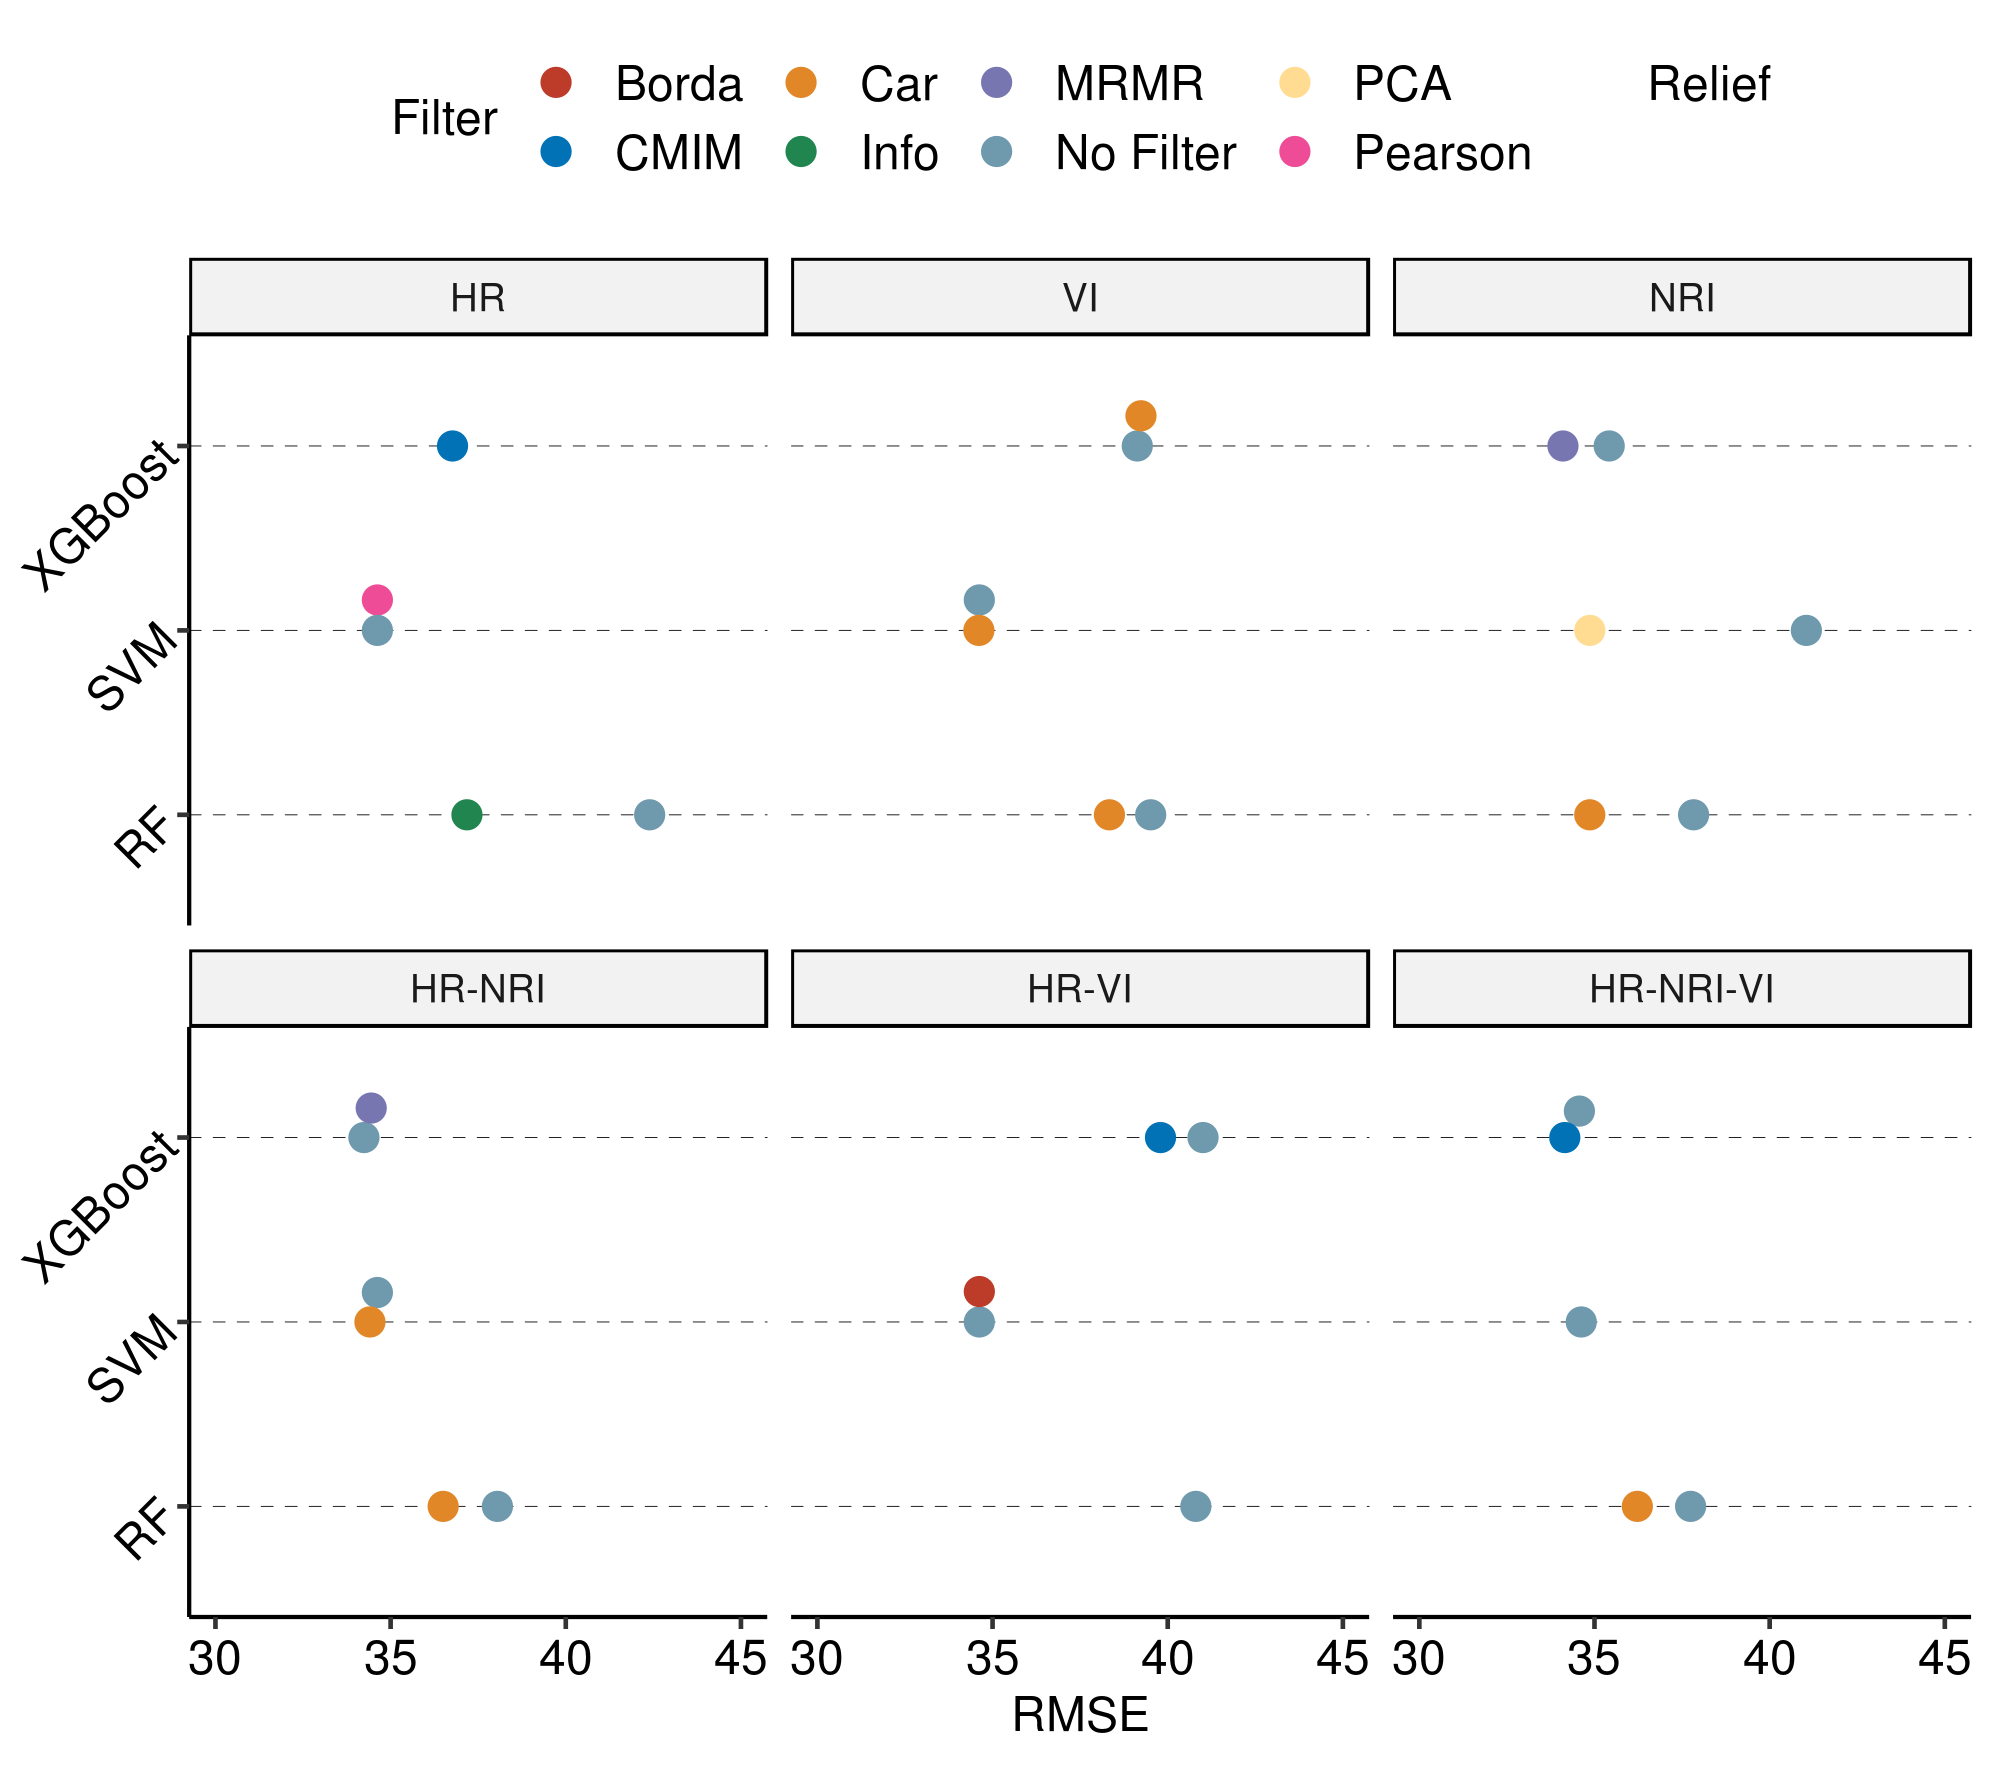 Filter
Borda Car MRMR PCA Relief
CMIM Info No Filter Pearson
HR VI NRI
XGBoost
SVM
RF
HR-NRI HR-VI HR-NRI-VI
XGBoost
SVM
RF
30 35 40 45 30 35 40 45 30 35 40 45
RMSE